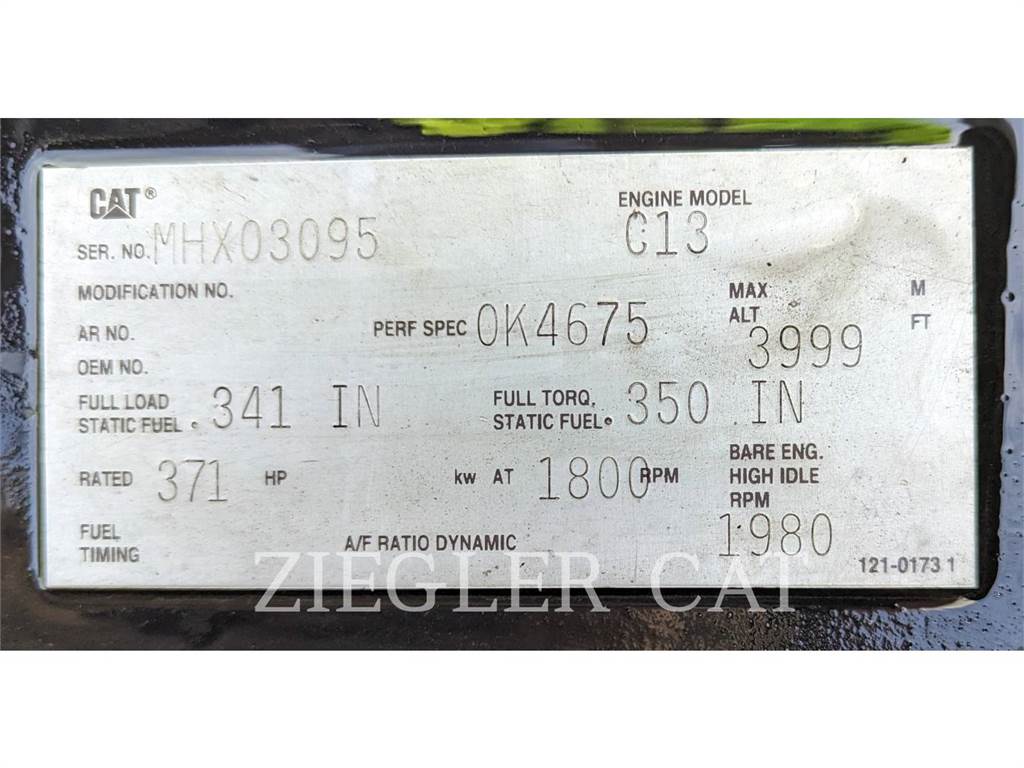 CAT® ENGINE MODEL
SER. NO. MHX03095 C13
MODIFICATION NO. MAX M
AR NO. PERF SPEC 0K4675 ALT 3999 FT
OEM NO.
FULL LOAD 341 IN FULL TORQ. 350 IN
STATIC FUEL STATIC FUEL
BARE ENG.
RATED 371 HP kw AT 1800 RPM HIGH IDLE
RPM
FUEL 1980
TIMING A/F RATIO DYNAMIC
121-0173 1
ZIEGLER CAT